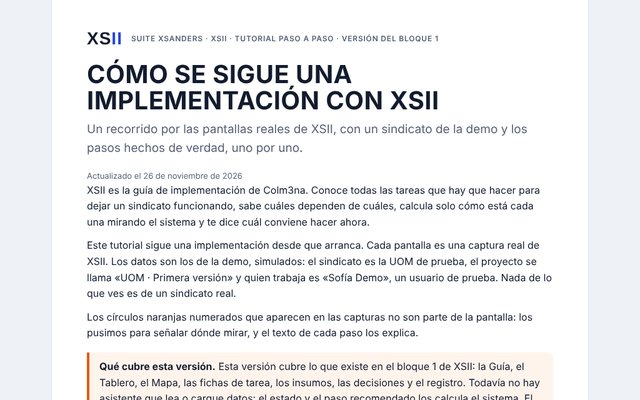 XSII SUITE XSANDERS · XSII · TUTORIAL PASO A PASO · VERSIÓN DEL BLOQUE 1
CÓMO SE SIGUE UNA
IMPLEMENTACIÓN CON XSII
Un recorrido por las pantallas reales de XSII, con un sindicato de la demo y los
pasos hechos de verdad, uno por uno.
Actualizado el 26 de noviembre de 2026
XSII es la guía de implementación de Colm3na. Conoce todas las tareas que hay que hacer para
dejar un sindicato funcionando, sabe cuáles dependen de cuáles, calcula solo cómo está cada
una mirando el sistema y te dice cuál conviene hacer ahora.
Este tutorial sigue una implementación desde que arranca. Cada pantalla es una captura real de
XSII. Los datos son los de la demo, simulados: el sindicato es la UOM de prueba, el proyecto se
llama «UOM · Primera versión» y quien trabaja es «Sofía Demo», un usuario de prueba. Nada de lo
que ves es de un sindicato real.
Los círculos naranjas numerados que aparecen en las capturas no son parte de la pantalla: los
pusimos para señalar dónde mirar, y el texto de cada paso los explica.
Qué cubre esta versión. Esta versión cubre lo que existe en el bloque 1 de XSII: la Guía, el
Tablero, el Mapa, las fichas de tarea, los insumos, las decisiones y el registro. Todavía no hay
asistente que lea o cargue datos: el estado y el paso recomendado los calcula el sistema. El